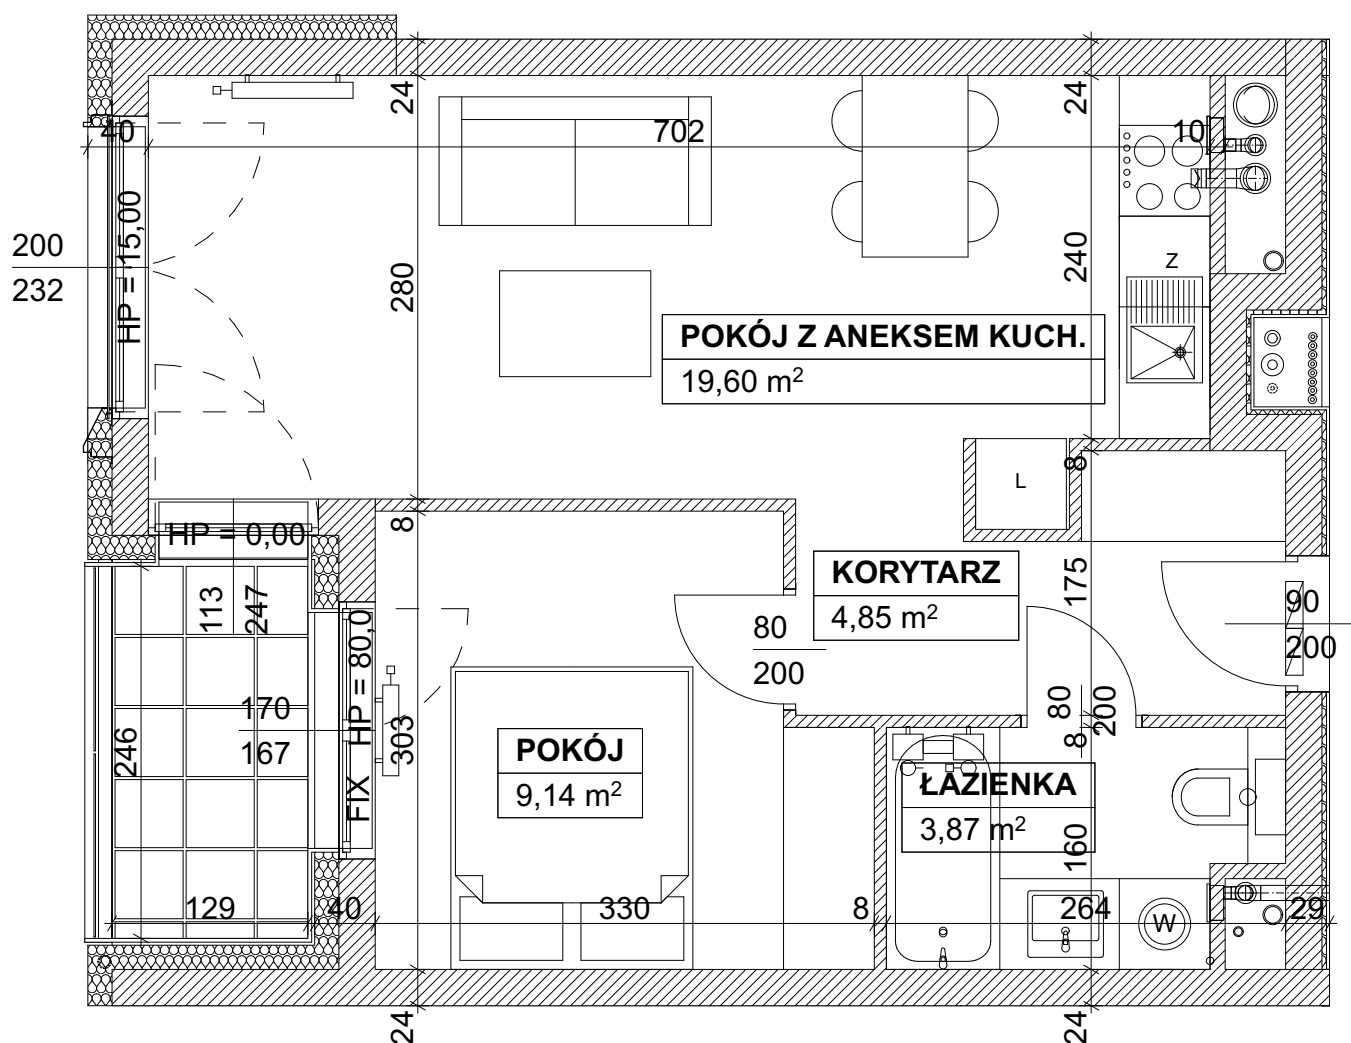 24
24
40
702
10
HP = -15,00
200
232
280
240
Z
POKÓJ Z ANEKSEM KUCH.
19,60 m²
8
L
8
HP = 0,00
113
247
KORYTARZ
4,85 m²
175
80
200
90
200
FIX HP = 80,0
170
167
246
303
80
200
8
POKÓJ
9,14 m²
ŁAZIENKA
3,87 m²
160
129
40
330
8
264
W
29
24
24